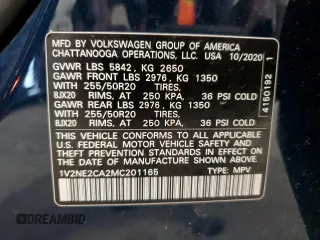 MFD BY VOLKSWAGEN GROUP OF AMERICA
CHATTANOOGA OPERATIONS, LLC. USA 10/2020
GVWR LBS 5842, KG 2650
GAWR FRONT LBS 2976, KG 1350
WITH 255/50R20 TIRES,
8JX20 RIMS, AT 250 KPA, 36 PSI COLD
GAWR REAR LBS 2976, KG 1350
WITH 255/50R20 TIRES,
8JX20 RIMS, AT 250 KPA, 36 PSI COLD
THIS VEHICLE CONFORMS TO ALL APPLICABLE
U.S. FEDERAL MOTOR VEHICLE SAFETY STANDARDS
IN EFFECT ON THE DATE OF MANUFACTURE
SHOWN ABOVE.
1V2NE2CA2MC201165 TYPE: MPV
4150192 1
DREAMBID